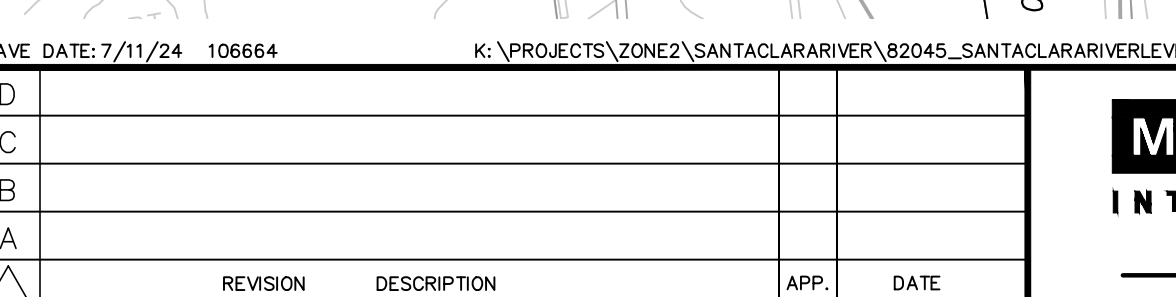 AVE DATE: 7/11/24 106664 K:\PROJECTS\ZONE2\SANTACLARARIVER\82045_SANTACLARARIVERLEV
D
C
B
A
REVISION DESCRIPTION APP. DATE
M
INT